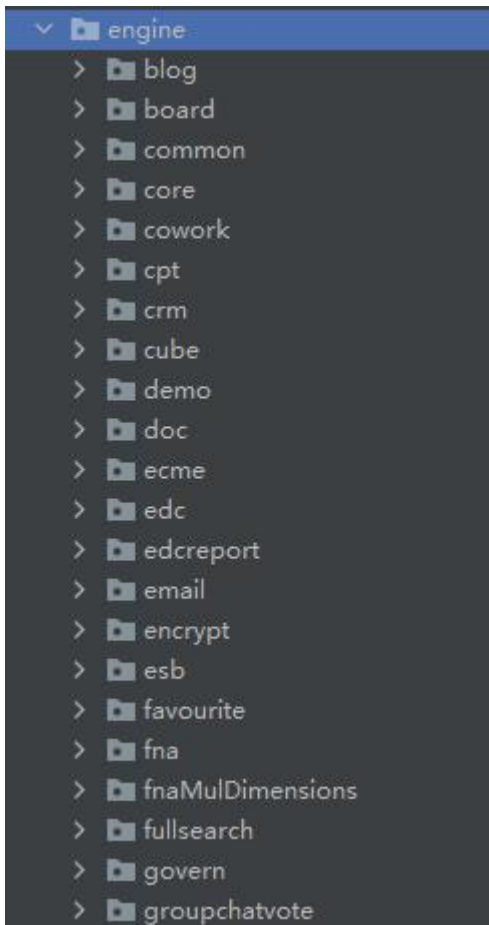 engine
blog
board
common
core
cowork
cpt
crm
cube
demo
doc
ecme
edc
edcreport
email
encrypt
esb
favourite
fna
fnaMulDimensions
fullsearch
govern
groupchatvote